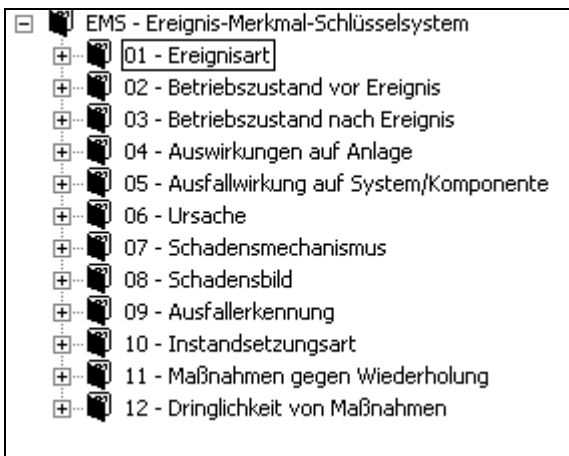 EMS - Ereignis-Merkmal-Schlüsselsystem
01 - Ereignisart
02 - Betriebszustand vor Ereignis
03 - Betriebszustand nach Ereignis
04 - Auswirkungen auf Anlage
05 - Ausfallwirkung auf System/Komponente
06 - Ursache
07 - Schadensmechanismus
08 - Schadensbild
09 - Ausfallerkennung
10 - Instandsetzungsart
11 - Maßnahmen gegen Wiederholung
12 - Dringlichkeit von Maßnahmen